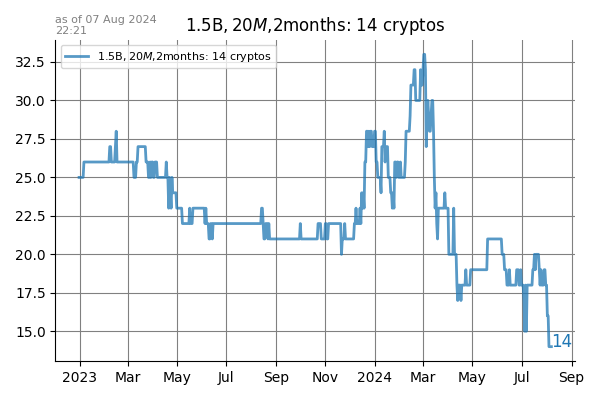 as of 07 Aug 2024
22:21
1.5B, 20M,2months: 14 cryptos
1.5B, 20M,2months: 14 cryptos
32.5
30.0
27.5
25.0
22.5
20.0
17.5
15.0
14
2023 Mar May Jul Sep Nov 2024 Mar May Jul Sep